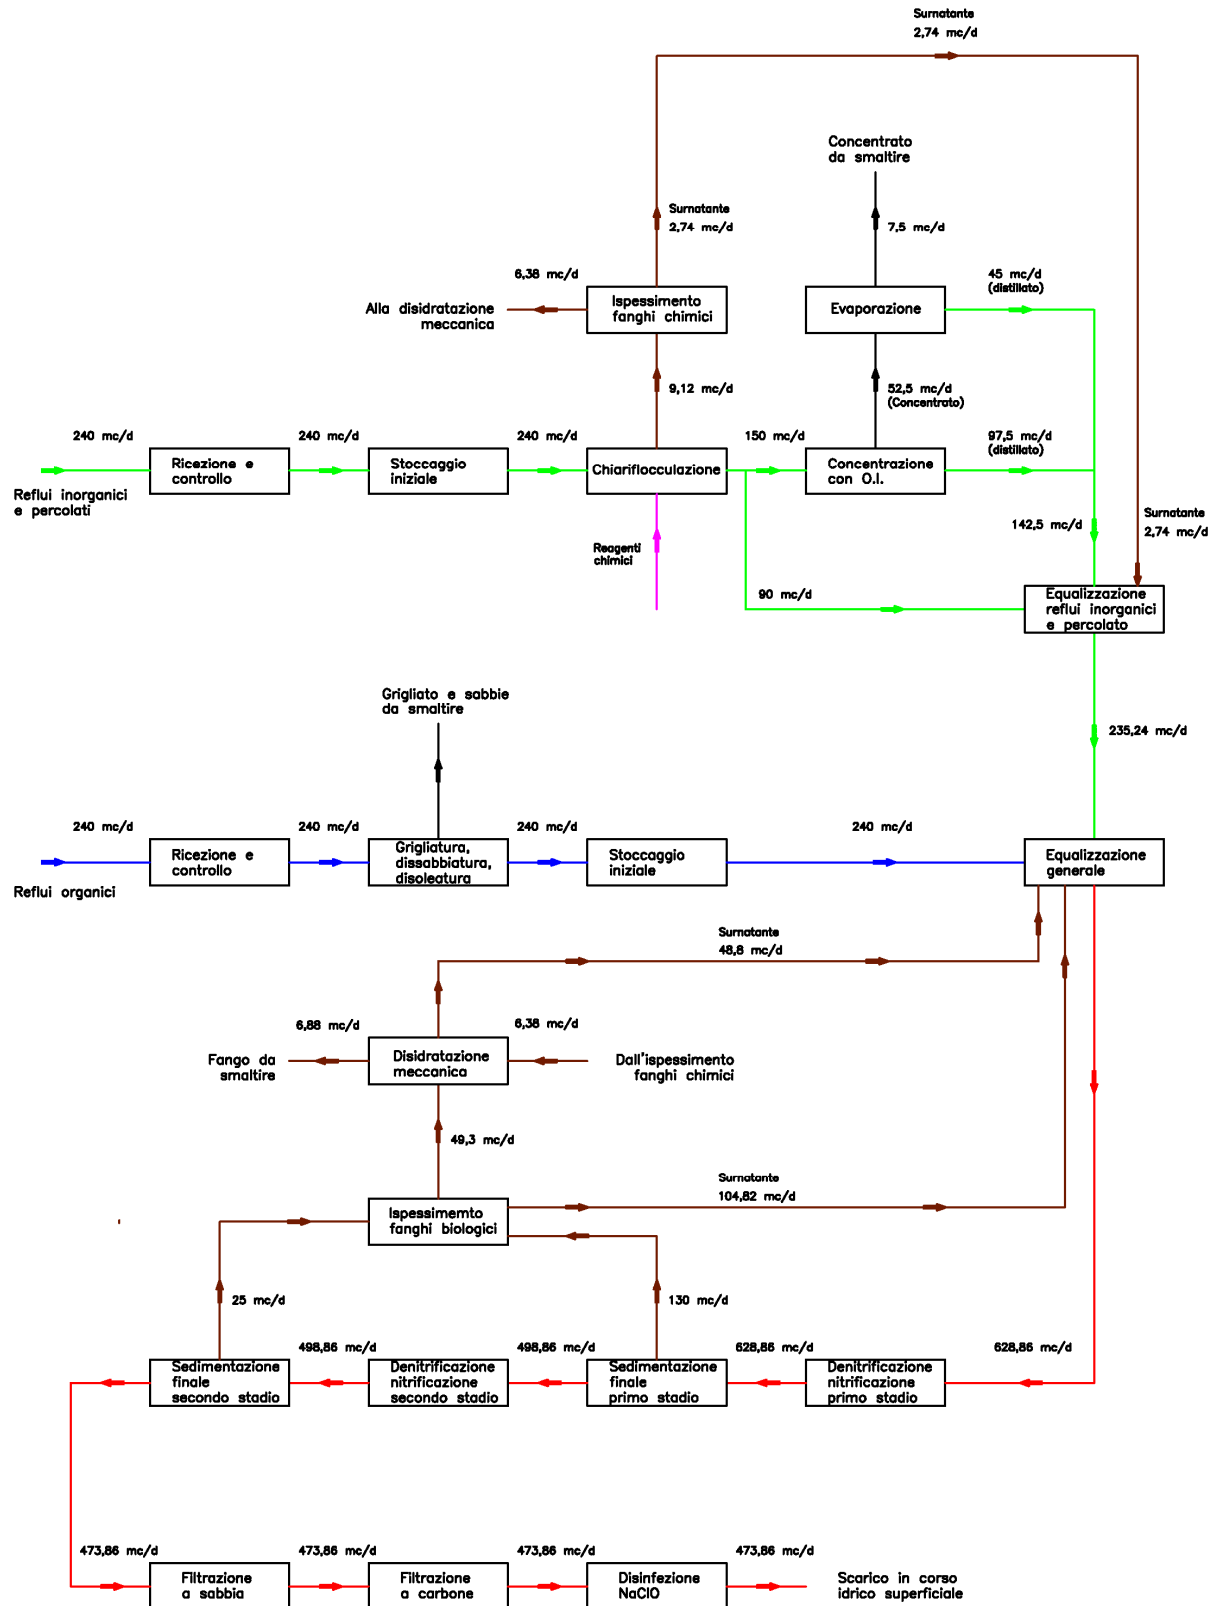 Surnatante
2,74 mc/d
Concentrato
da smaltire
Surnatante
2,74 mc/d
7,5 mc/d
6,38 mc/d
45 mc/d
(distillato)
Alla disidratazione
meccanica
Ispessimento
fanghi chimici
Evaporazione
9,12 mc/d
52,5 mc/d
(Concentrato)
240 mc/d
240 mc/d
240 mc/d
150 mc/d
97,5 mc/d
(distillato)
Ricezione e
controllo
Stoccaggio
iniziale
Chiariflocculazione
Concentrazione
con O.I.
Reflui inorganici
e percolati
Surnatante
2,74 mc/d
142,5 mc/d
Reagenti
chimici
90 mc/d
Equalizzazione
reflui inorganici
e percolato
Grigliato e sabbie
da smaltire
235,24 mc/d
240 mc/d
240 mc/d
240 mc/d
240 mc/d
Ricezione e
controllo
Grigliatura,
dissabbiatura,
disoleatura
Stoccaggio
iniziale
Equalizzazione
generale
Reflui organici
Surnatante
48,8 mc/d
6,88 mc/d
6,38 mc/d
Fango da
smaltire
Disidratazione
meccanica
Dall'ispessimento
fanghi chimici
49,3 mc/d
Surnatante
104,82 mc/d
Ispessimemto
fanghi biologici
25 mc/d
130 mc/d
498,86 mc/d
498,86 mc/d
628,86 mc/d
628,86 mc/d
Sedimentazione
finale
secondo stadio
Denitrificazione
nitrificazione
secondo stadio
Sedimentazione
finale
primo stadio
Denitrificazione
nitrificazione
primo stadio
473,86 mc/d
473,86 mc/d
473,86 mc/d
473,86 mc/d
Filtrazione
a sabbia
Filtrazione
a carbone
Disinfezione
NaClO
Scarico in corso
idrico superficiale